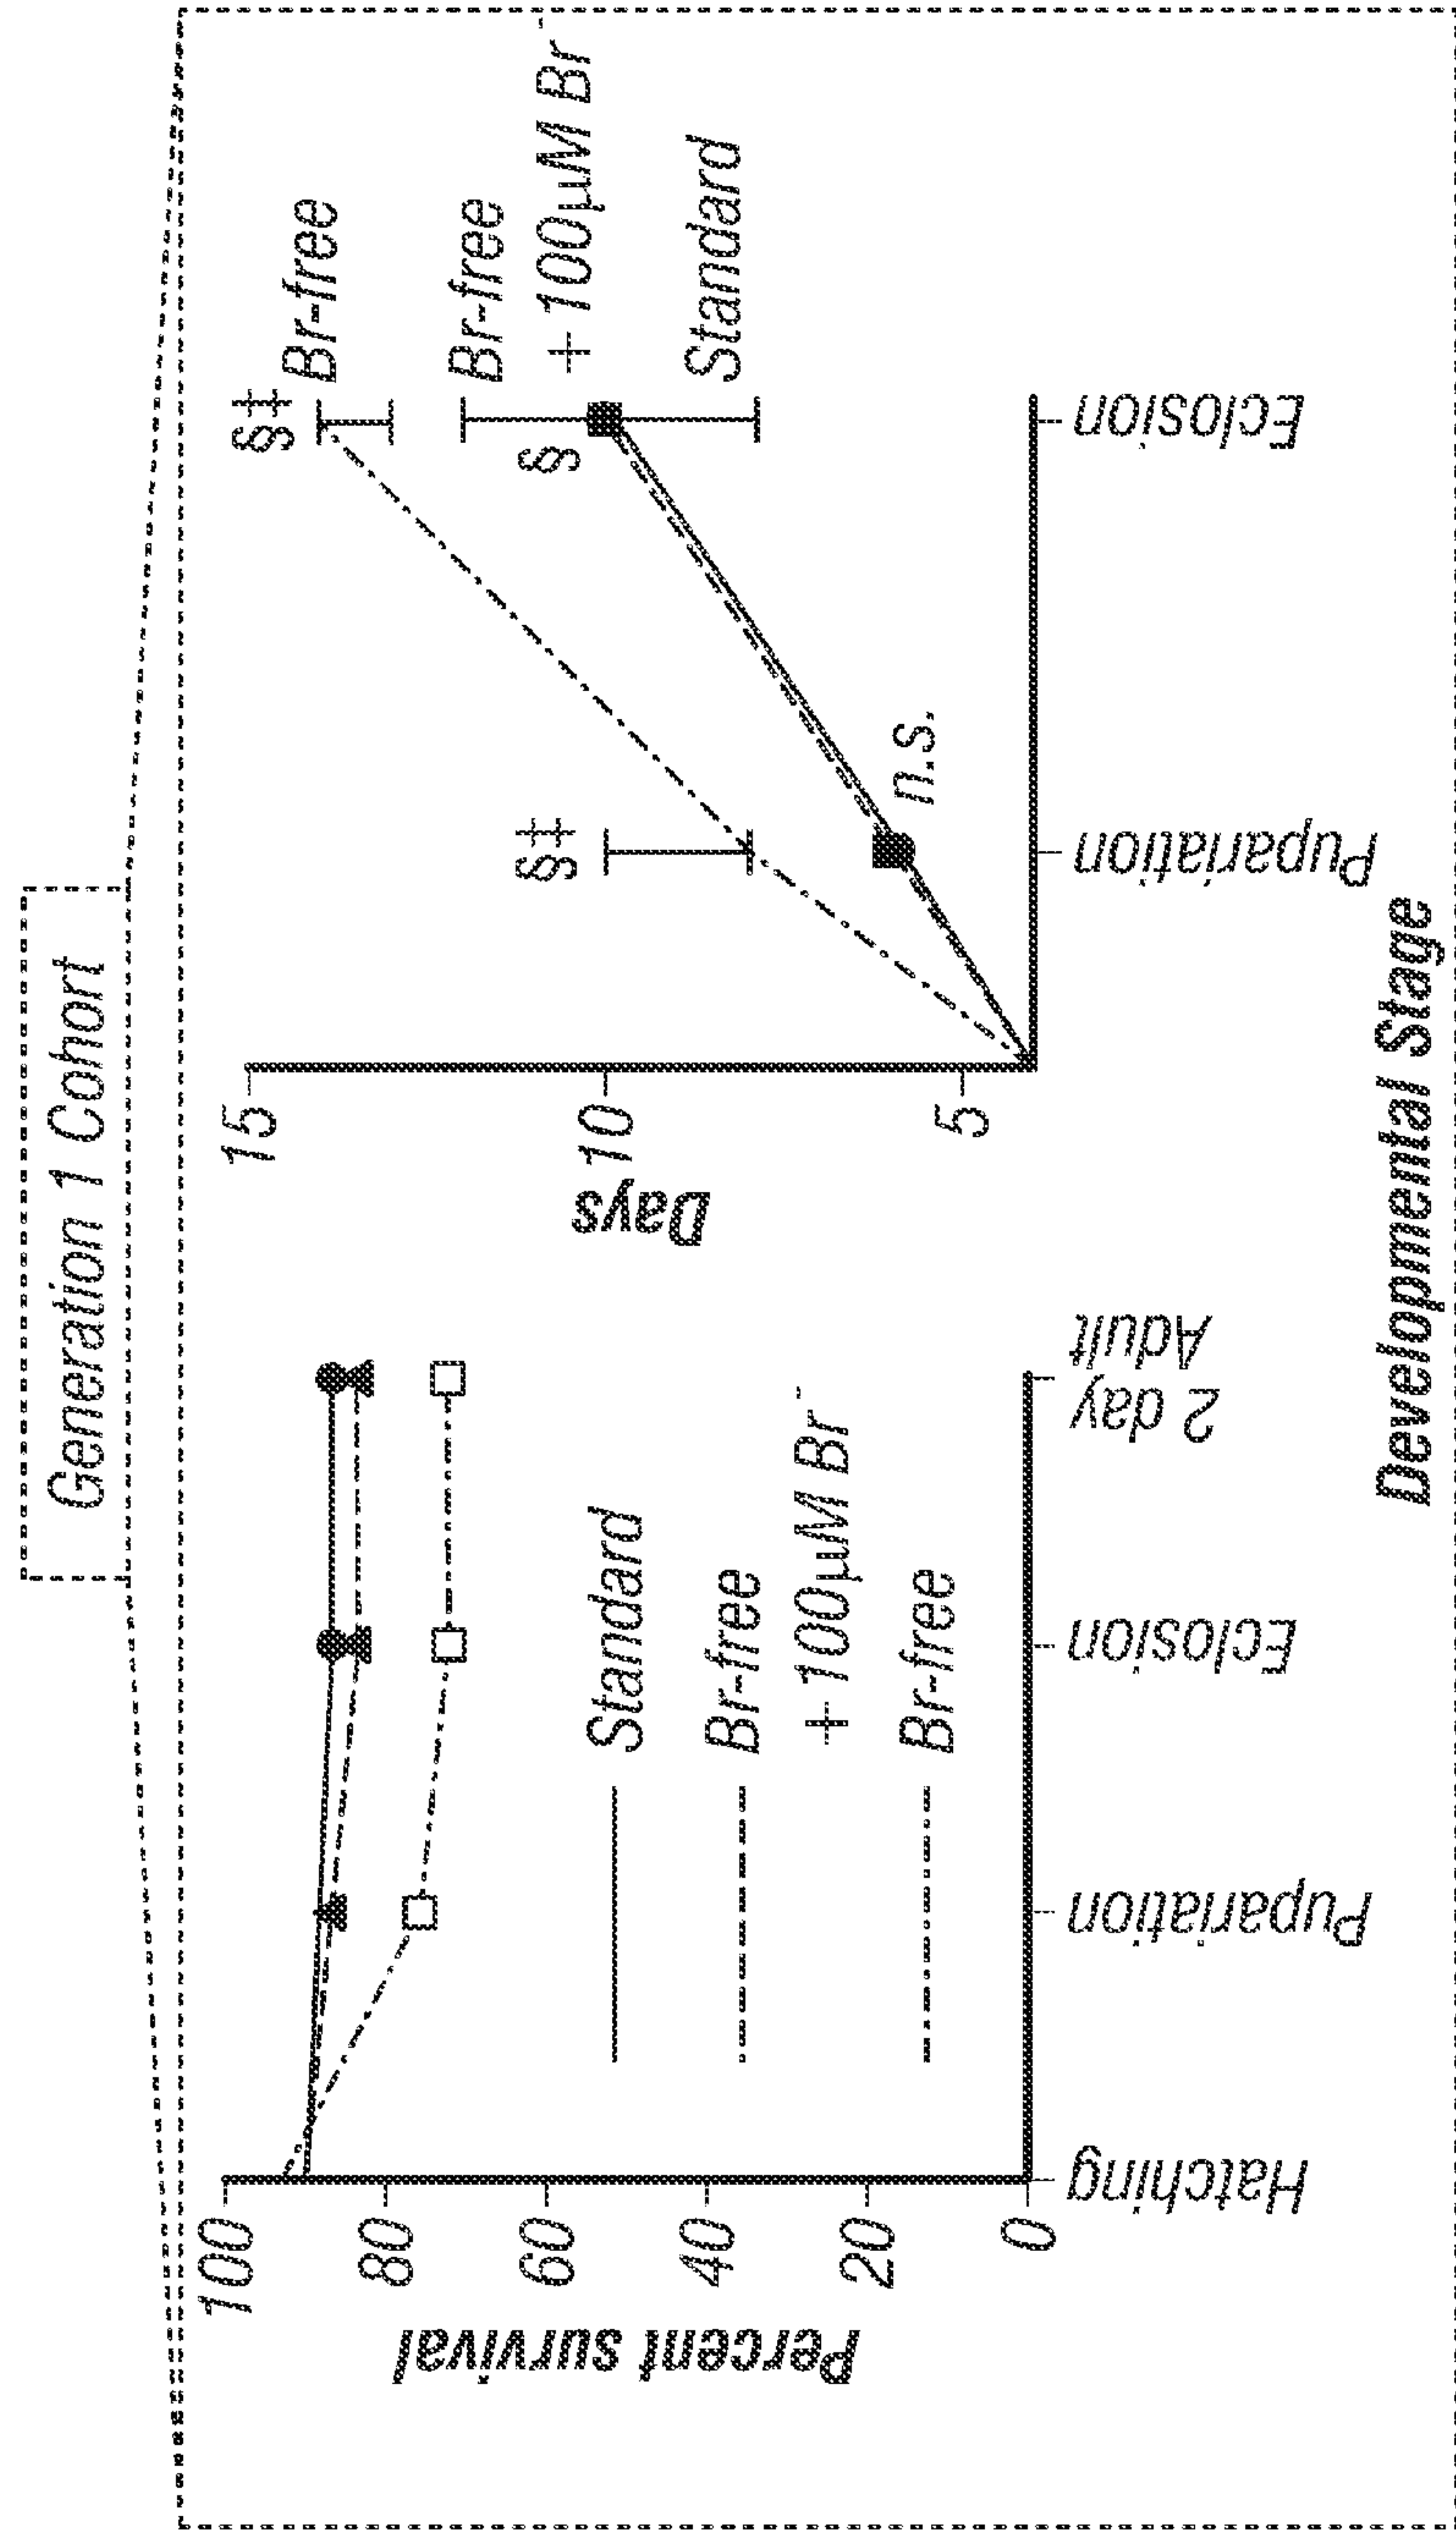 Generation 1 Cohort
Percent survival
100
80
60
40
20
0
Standard
Br-free
+ 100µM Br⁻
Br-free
Hatching
Pupariation
Eclosion
2 day
Adult
Days
15
10
5
§‡
§‡
Br-free
Br-free
+ 100µM Br⁻
§
Standard
n.s.
Pupariation
Eclosion
Developmental Stage